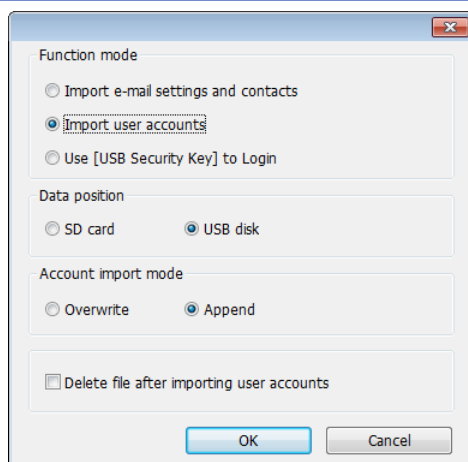 Function mode
Import e-mail settings and contacts
Import user accounts
Use [USB Security Key] to Login
Data position
SD card USB disk
Account import mode
Overwrite Append
Delete file after importing user accounts
OK Cancel